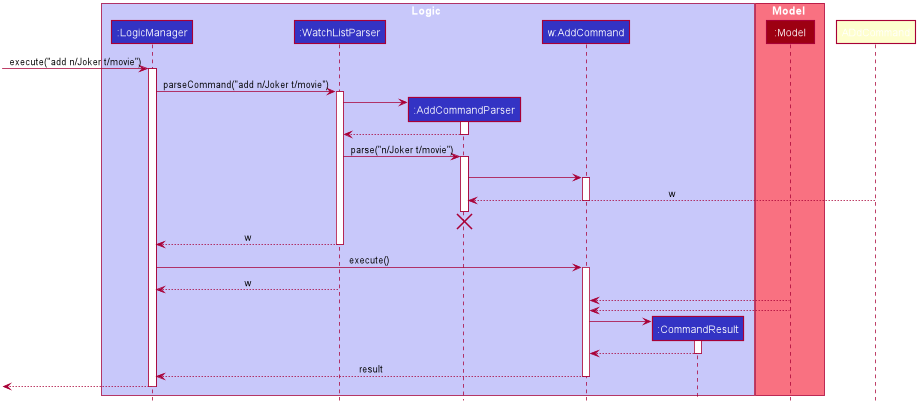 Logic
Model
:LogicManager
:WatchListParser
w:AddCommand
:Model
execute("add n/Joker t/movie")
parseCommand("add n/Joker t/movie")
:AddCommandParser
parse("n/Joker t/movie")
w
w
execute()
w
:CommandResult
result